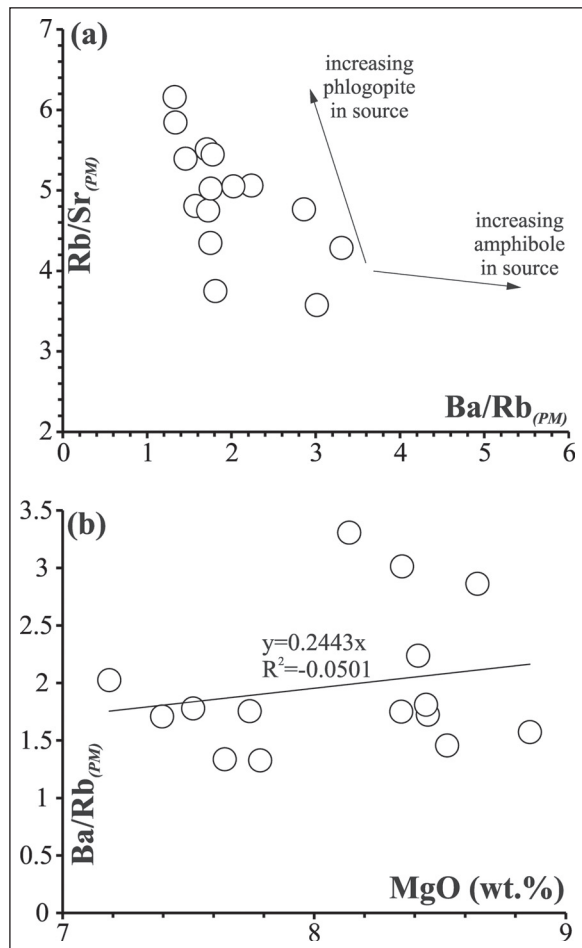 (a)
7
6
5
4
3
2
Rb/Sr(PM)
increasing
phlogopite
in source
increasing
amphibole
in source
Ba/Rb(PM)
0 1 2 3 4 5 6
(b)
3.5
3
2.5
2
1.5
1
0.5
0
Ba/Rb(PM)
y=0.2443x
R²=-0.0501
MgO (wt.%)
7 8 9